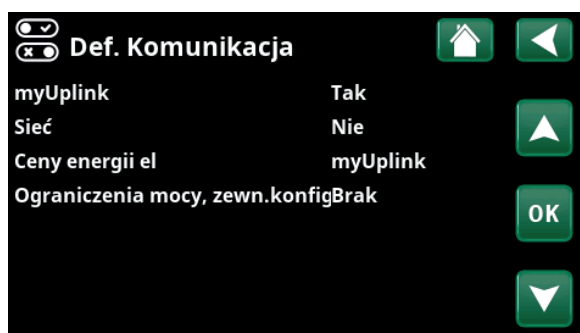 Def. Komunikacja
myUplink Tak
Sieć Nie
Ceny energii el myUplink
Ograniczenia mocy, zewn.konfigBrak
OK